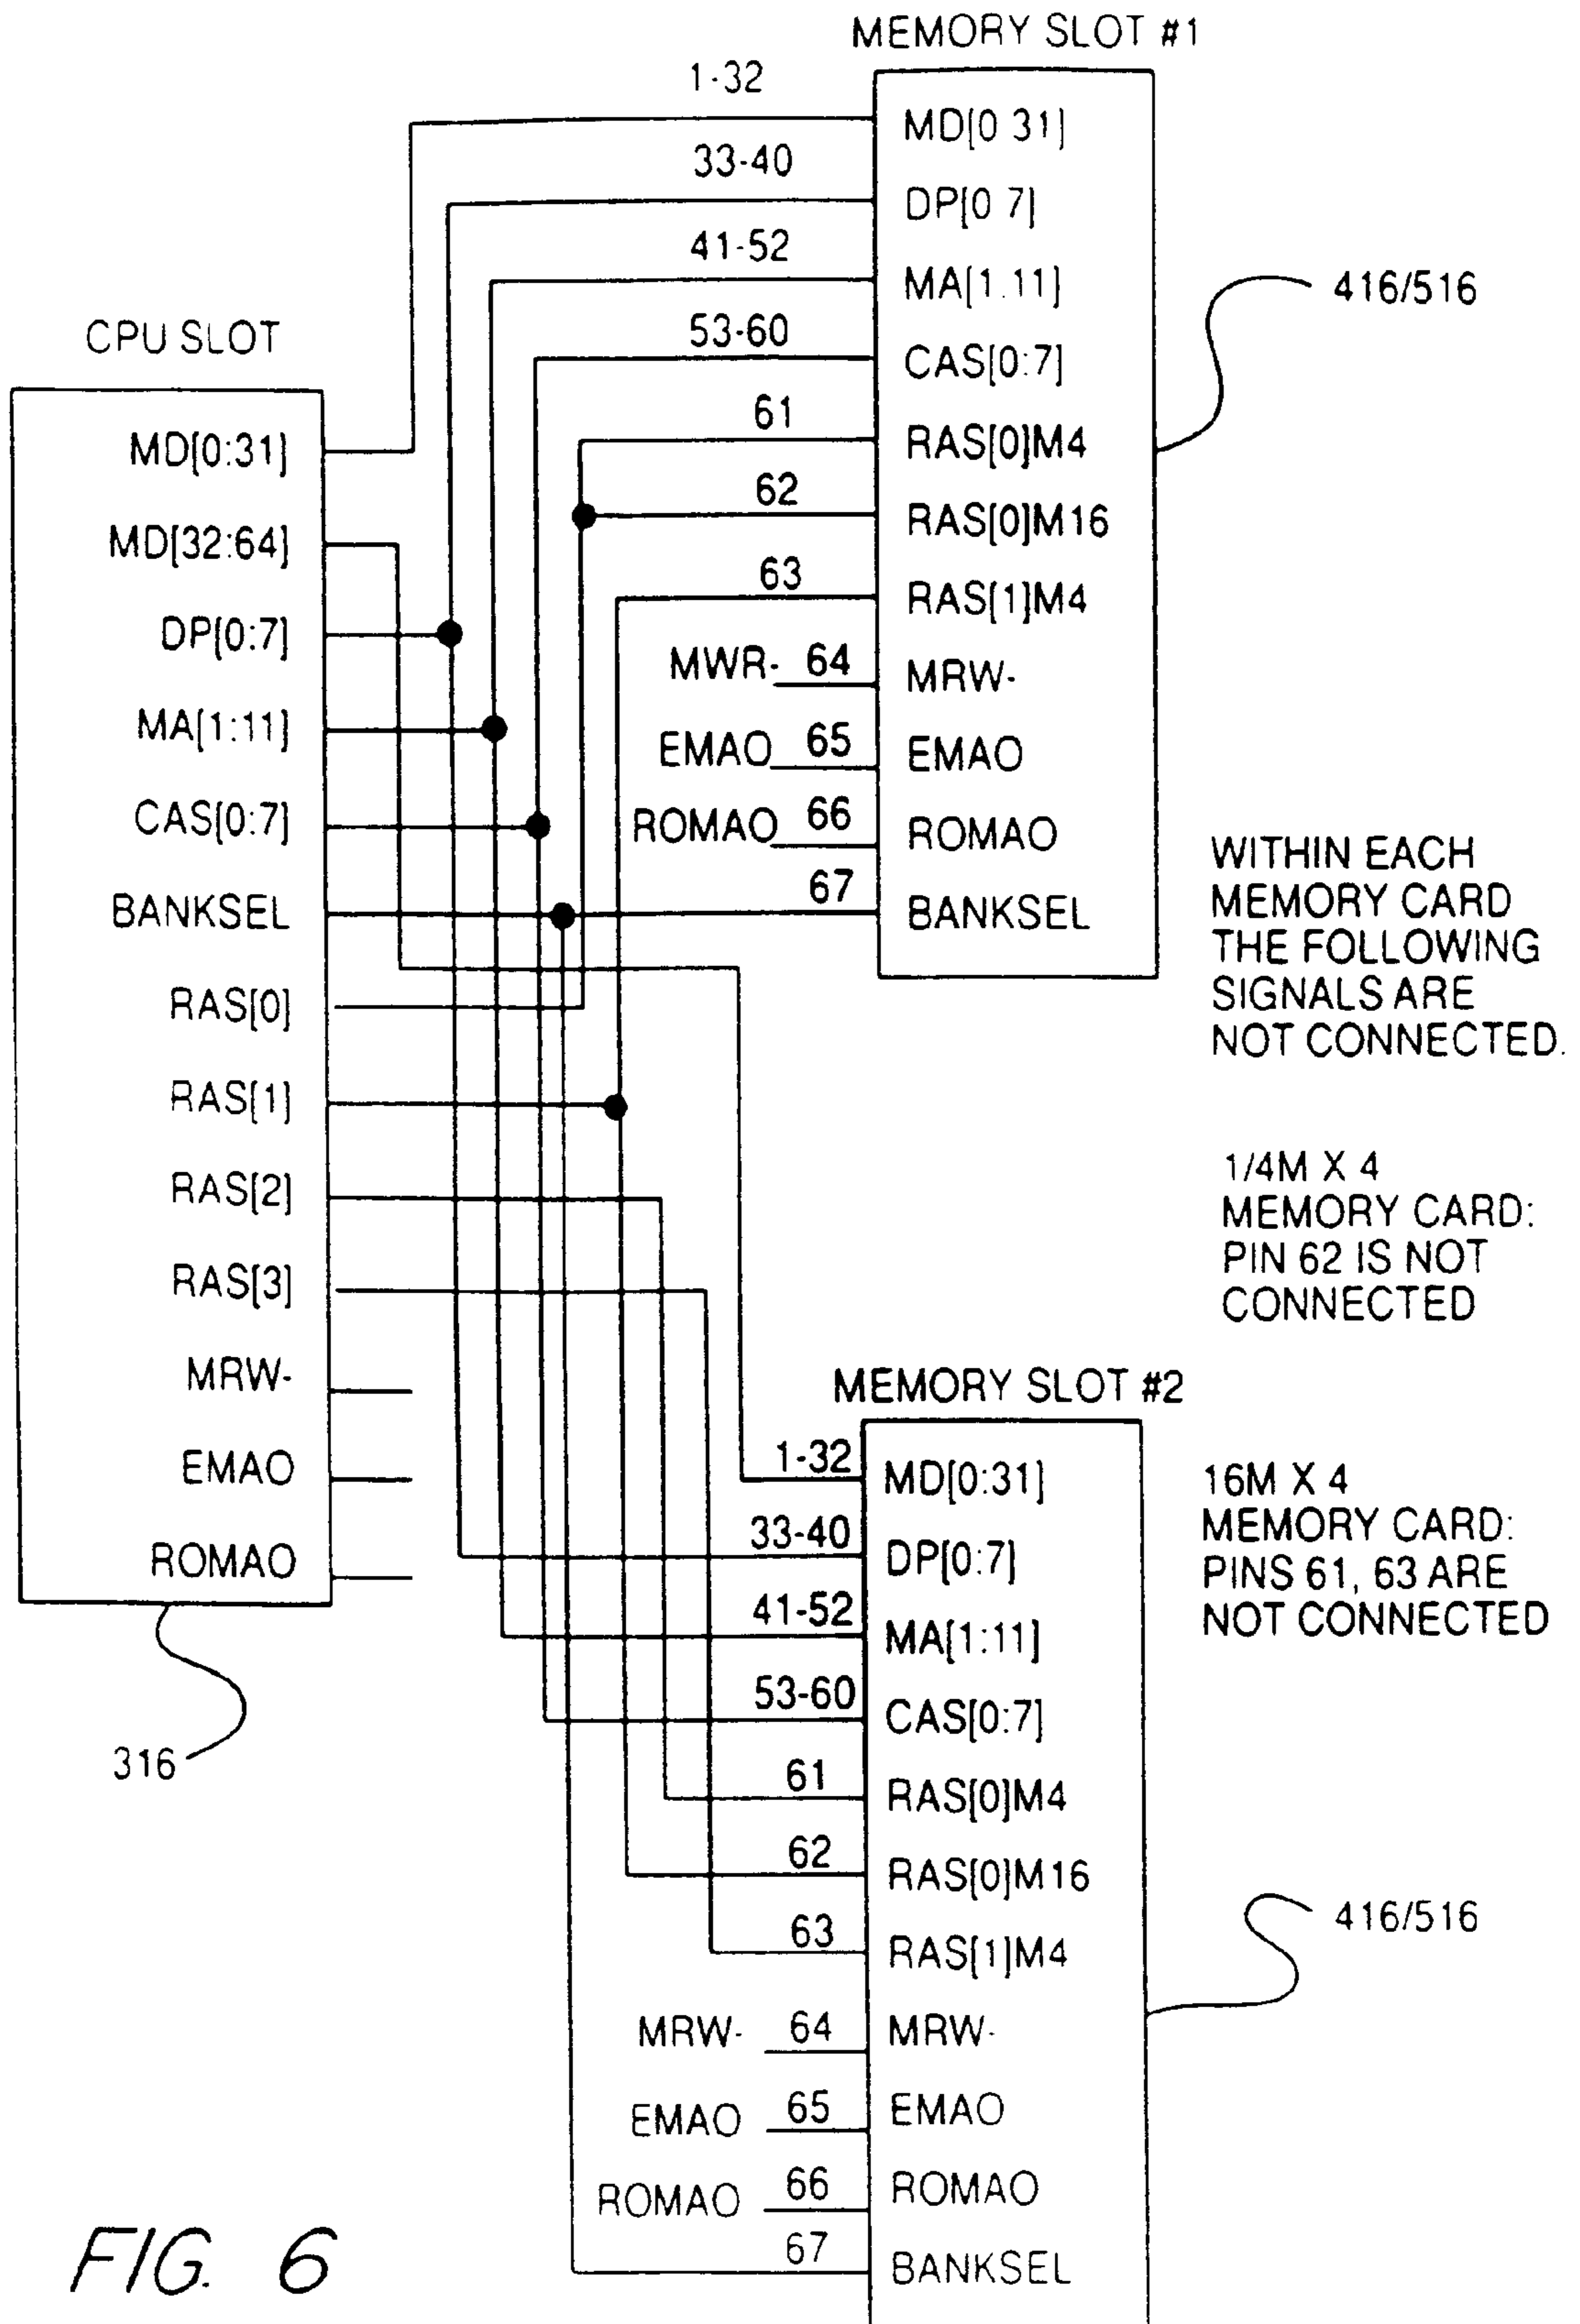 MEMORY SLOT #1
1-32
MD[0 31]
33-40
DP[0 7]
41-52
MA[1.11]
416/516
53-60
CAS[0:7]
61
RAS[0]M4
62
RAS[0]M16
63
RAS[1]M4
MWR- 64 MRW-
EMAO 65 EMAO
ROMAO 66 ROMAO
67 BANKSEL
CPU SLOT
MD[0:31]
MD[32:64]
DP[0:7]
MA[1:11]
CAS[0:7]
BANKSEL
RAS[0]
RAS[1]
RAS[2]
RAS[3]
MRW-
EMAO
ROMAO
316
WITHIN EACH
MEMORY CARD
THE FOLLOWING
SIGNALS ARE
NOT CONNECTED.
1/4M X 4
MEMORY CARD:
PIN 62 IS NOT
CONNECTED
16M X 4
MEMORY CARD:
PINS 61, 63 ARE
NOT CONNECTED
MEMORY SLOT #2
1-32 MD[0:31]
33-40 DP[0:7]
41-52 MA[1:11]
53-60 CAS[0:7]
61 RAS[0]M4
62 RAS[0]M16
63 RAS[1]M4
416/516
MRW- 64 MRW-
EMAO 65 EMAO
ROMAO 66 ROMAO
67 BANKSEL
FIG. 6